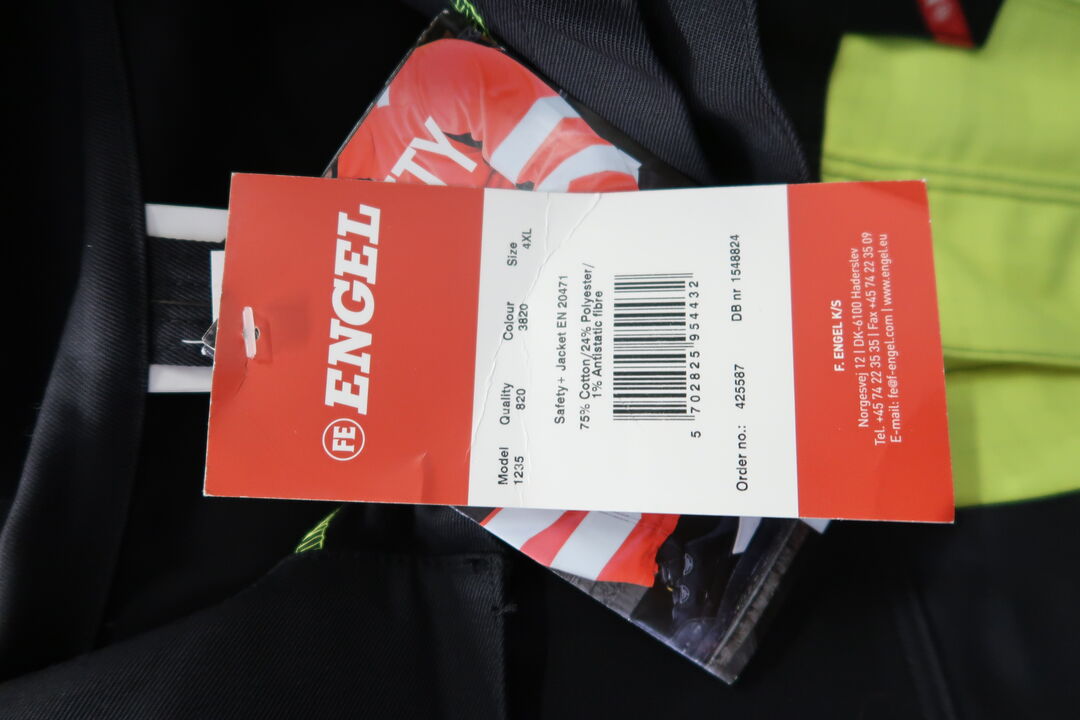 FE ENGEL
Model Quality Colour Size
1235 820 3820 4XL
Safety+ Jacket EN 20471
75% Cotton/24% Polyester/
1% Antistatic fibre
5 702825 954432
Order no.: 425587 DB nr 1548824
F. ENGEL K/S
Norgesvej 12 | DK-6100 Haderslev
Tel. +45 74 22 35 35 | Fax +45 74 22 35 09
E-mail: fe@f-engel.com | www.engel.eu